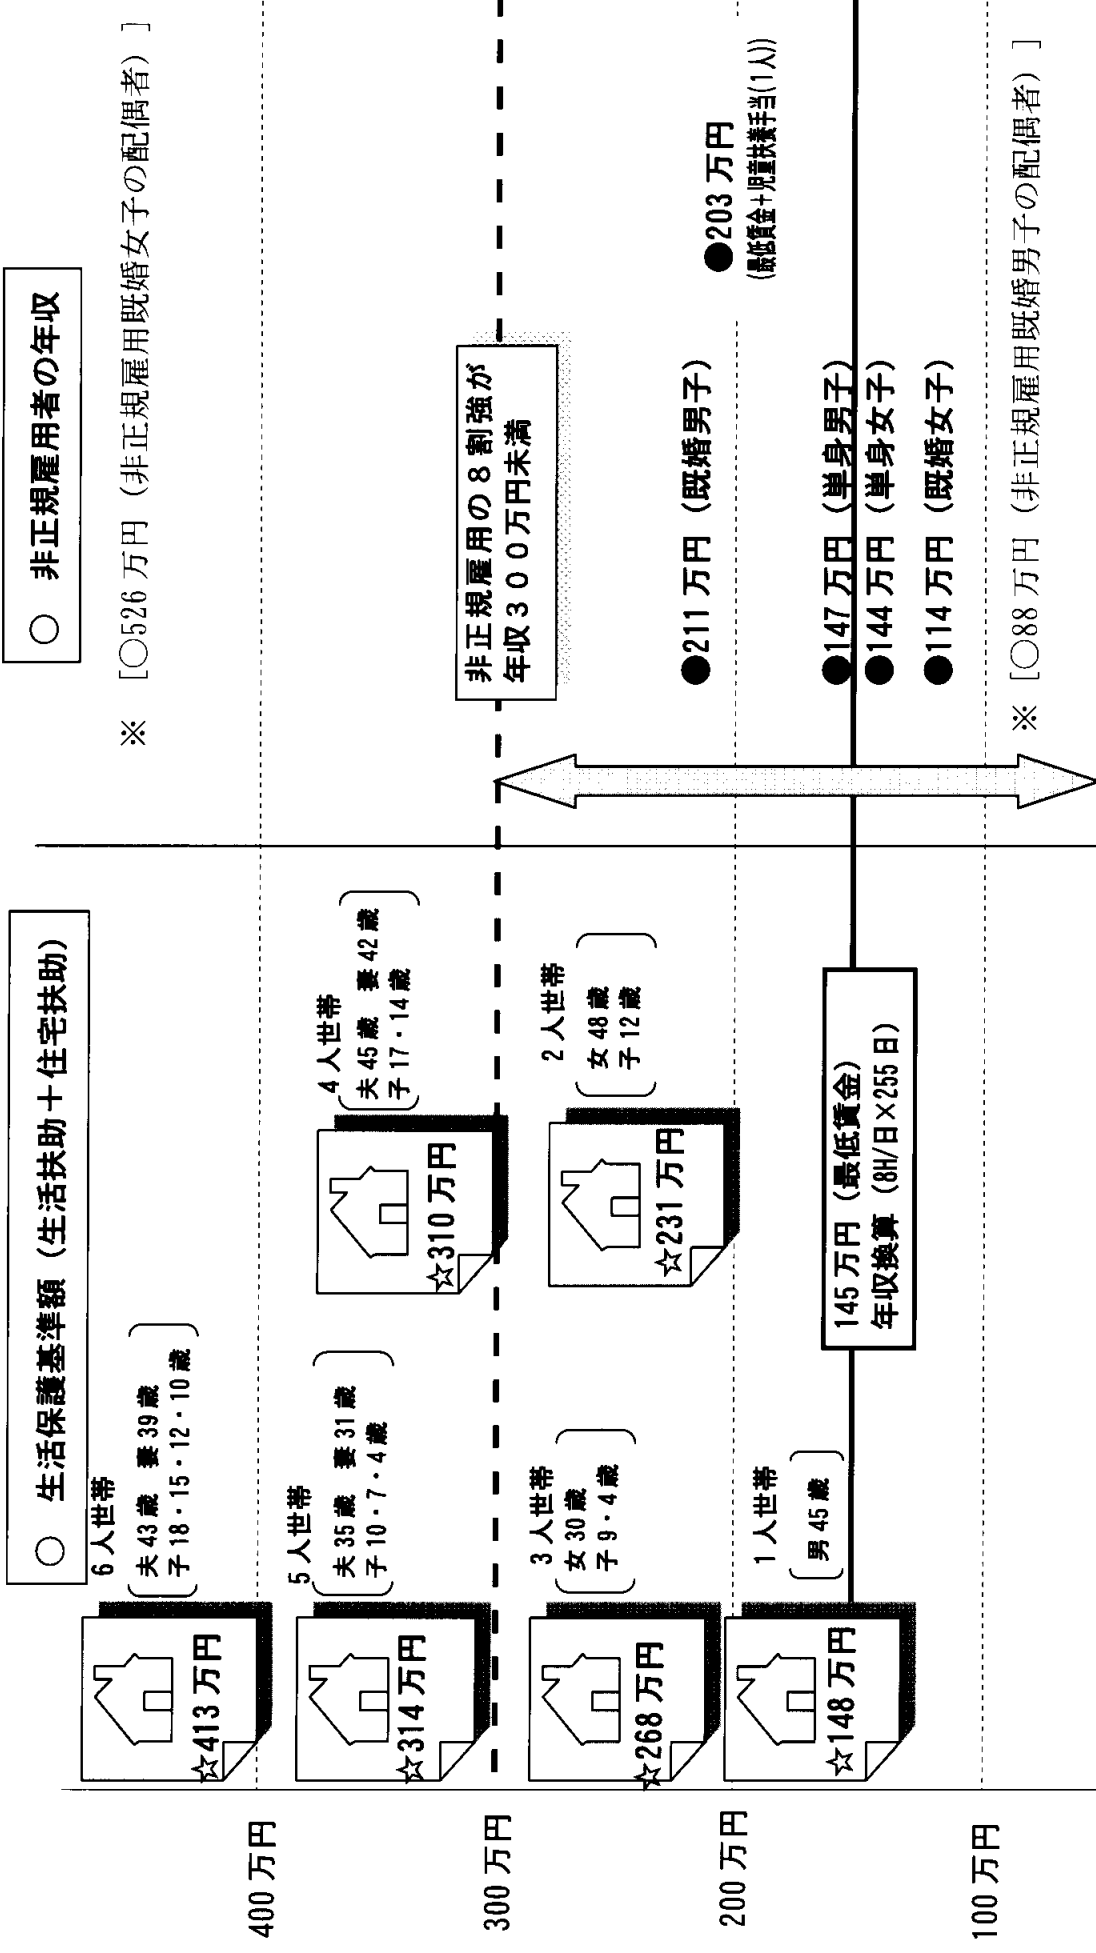 ○ 生活保護基準額（生活扶助＋住宅扶助）
6人世帯
夫43歳 妻39歳
子18・15・12・10歳
☆413万円
400万円
5人世帯
夫35歳 妻31歳
子10・7・4歳
☆314万円
4人世帯
夫45歳 妻42歳
子17・14歳
☆310万円
300万円
3人世帯
女30歳
子9・4歳
☆268万円
2人世帯
女48歳
子12歳
☆231万円
200万円
1人世帯
男45歳
☆148万円
145万円（最低賃金）
年収換算（8H/日×255日）
100万円
○ 非正規雇用者の年収
※ [○526万円（非正規雇用既婚女子の配偶者）]
非正規雇用の８割強が
年収３００万円未満
●211万円（既婚男子）
●203万円
(最低賃金＋児童扶養手当(1人))
●147万円（単身男子）
●144万円（単身女子）
●114万円（既婚女子）
※ [○88万円（非正規雇用既婚男子の配偶者）]